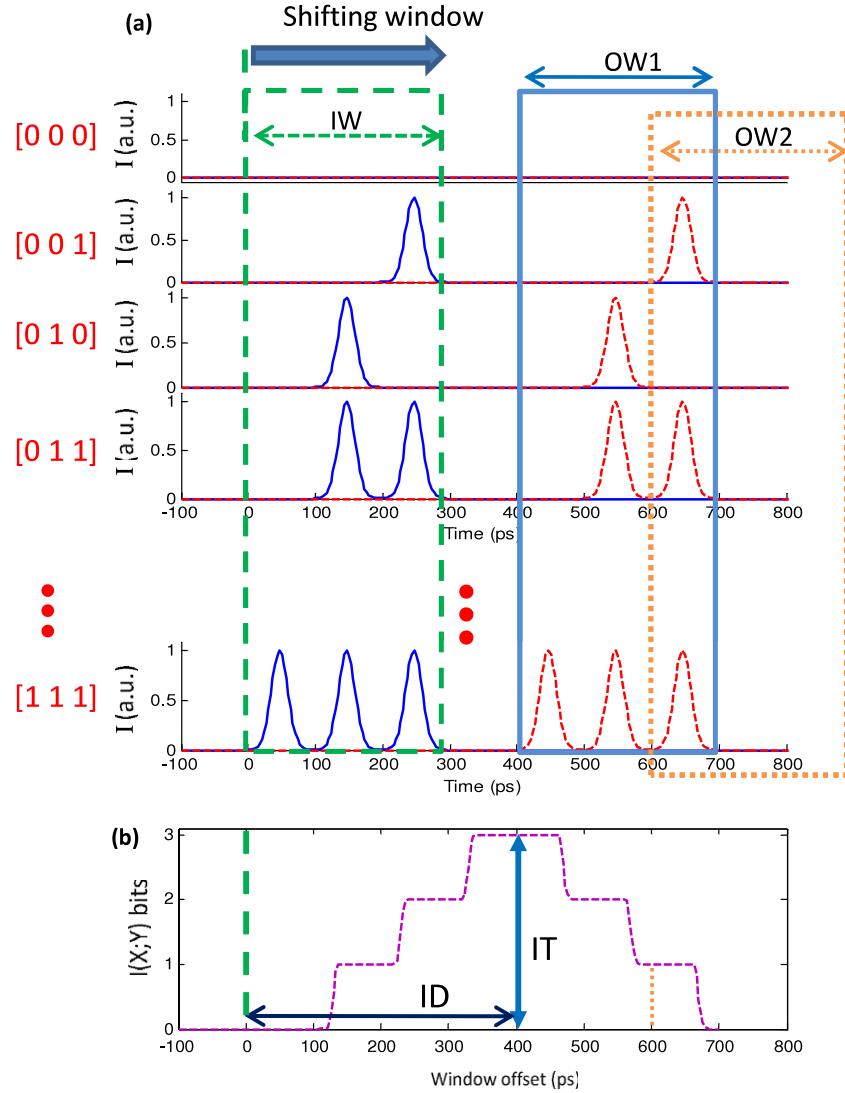 (a)
Shifting window
OW1
IW
OW2
[0 0 0]
I (a.u.)
1
0.5
0
[0 0 1]
I (a.u.)
1
0.5
0
[0 1 0]
I (a.u.)
1
0.5
0
[0 1 1]
I (a.u.)
1
0.5
0
-100 0 100 200 300 400 500 600 700 800
Time (ps)
Time (ps)
[1 1 1]
I (a.u.)
1
0.5
0
-100 0 100 200 300 400 500 600 700 800
Time (ps)
Time (ps)
(b)
I(X;Y) bits
3
2
1
0
IT
ID
-100 0 100 200 300 400 500 600 700 800
Window offset (ps)